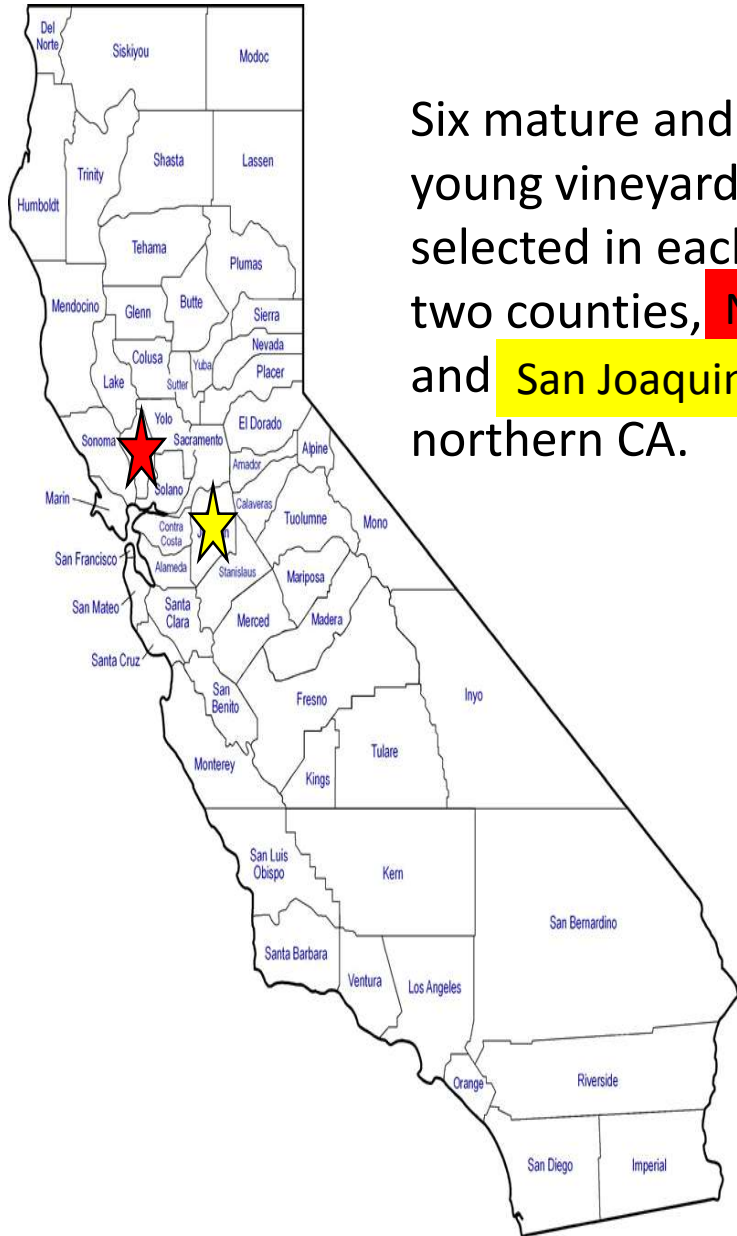 Del
Norte
Siskiyou
Modoc
Six mature and
Trinity
Shasta
Lassen
young vineyard
Humboldt
selected in each
Tehama
Plumas
two counties, N
Mendocino
Glenn
Butte
Sierra
Nevada
Colusa
Yuba
Placer
Lake
Sutter
and San Joaquin
Yolo
El Dorado
Sonoma
Sacramento
northern CA.
Alpine
Amador
Solano
Marin
Calaveras
Tuolumne
Mono
Contra
Costa
San Francisco
Alameda
Stanislaus
Mariposa
San Mateo
Santa
Clara
Merced
Madera
Santa Cruz
San
Benito
Fresno
Inyo
Monterey
Kings
Tulare
San Luis
Obispo
Kern
San Bernardino
Santa Barbara
Ventura
Los Angeles
Orange
Riverside
San Diego
Imperial